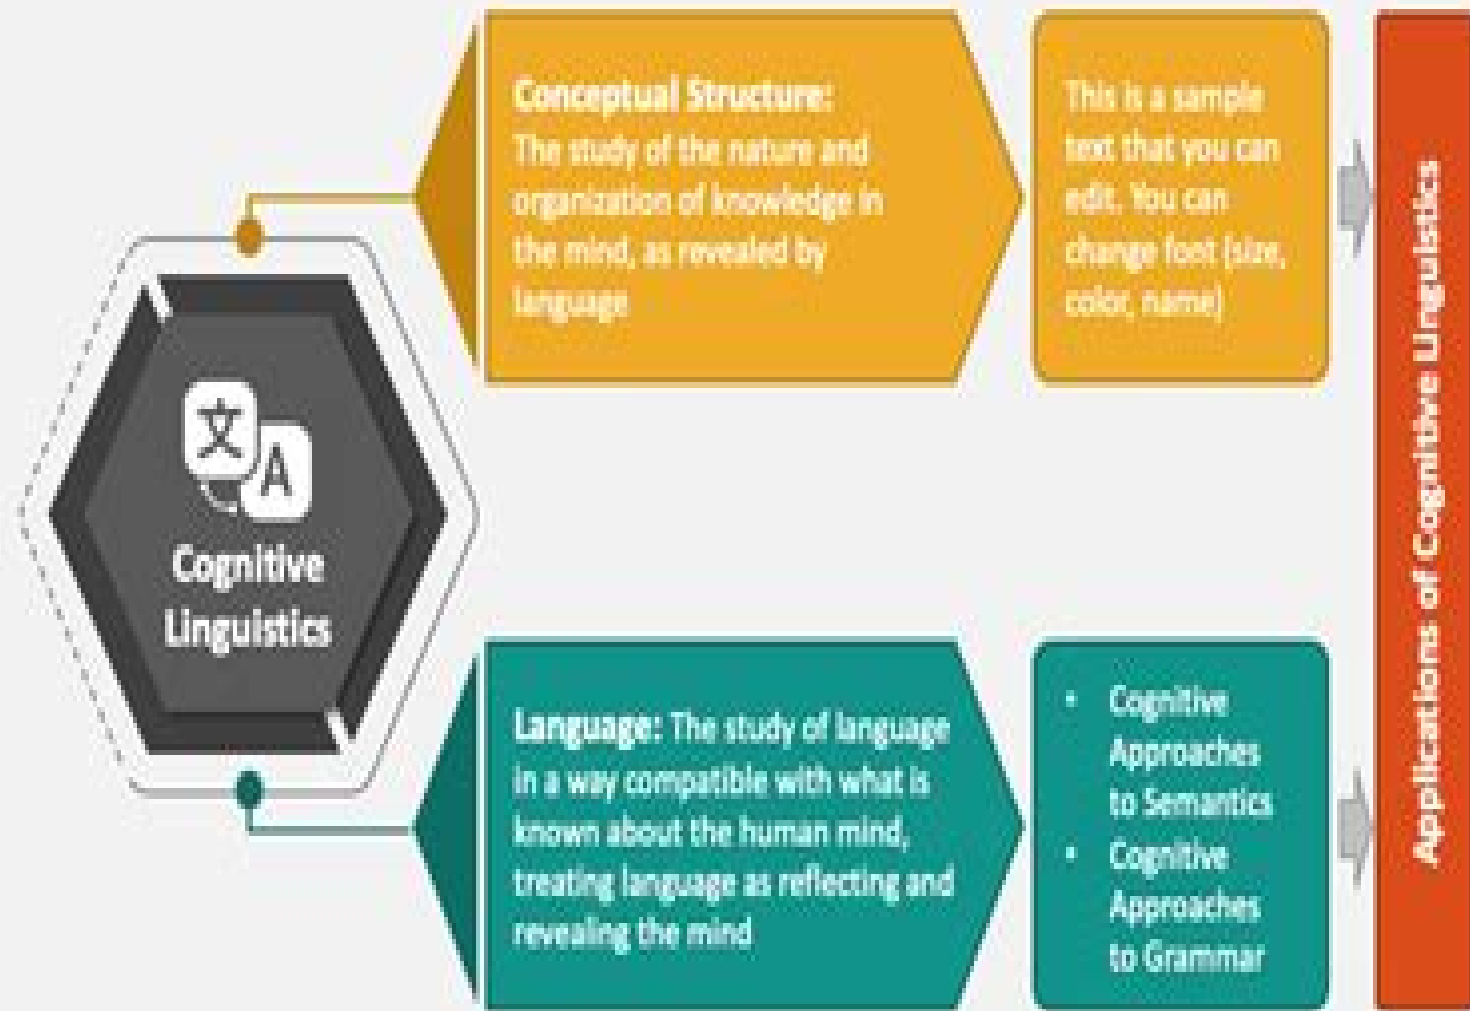 Conceptual Structure:
The study of the nature and
organization of knowledge in
the mind, as revealed by
language
This is a sample
text that you can
edit. You can
change font (size,
color, name)
文
A
Cognitive
Linguistics
Language: The study of language
in a way compatible with what is
known about the human mind,
treating language as reflecting and
revealing the mind
• Cognitive
Approaches
to Semantics
• Cognitive
Approaches
to Grammar
Applications of Cognitive Linguistics